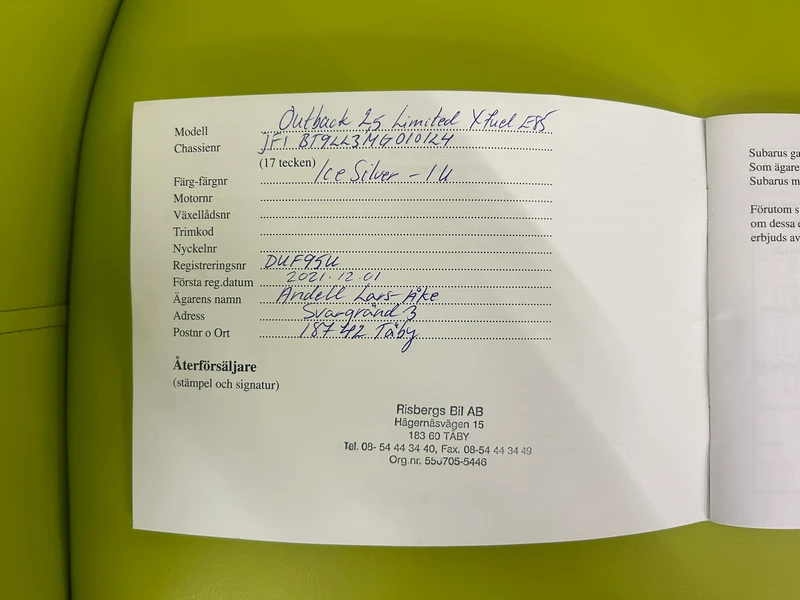 Modell Outback 2,5 Limited Xfuel E85
Chassienr JF1BT9LL3MG010124
(17 tecken)
Färg-färgnr Ice Silver - 1U
Motornr
Växellådsnr
Trimkod
Nyckelnr
Registreringsnr DUF95U
Första reg.datum 2021.12.01
Ägarens namn Andell Lars-Åke
Adress Svargränd 3
Postnr o Ort 187 42 Täby
Återförsäljare
(stämpel och signatur)
Risbergs Bil AB
Hägernäsvägen 15
183 60 TÄBY
Tel. 08- 54 44 34 40, Fax. 08-54 44 34 49
Org.nr. 556705-5446
Subarus ga
Som ägare
Subarus m
Förutom s
om dessa
erbjuds av